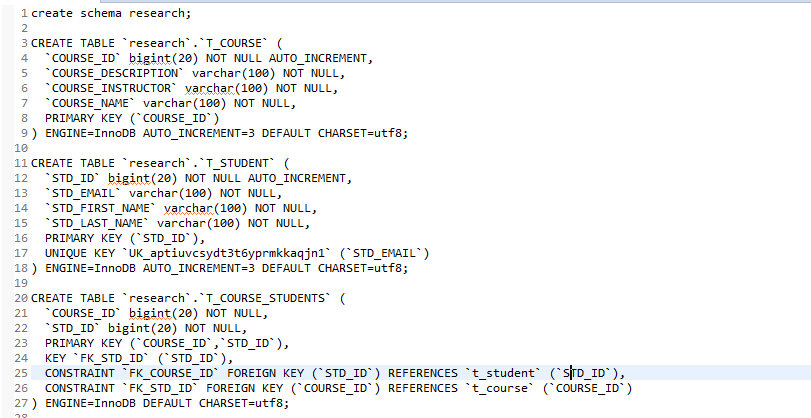 1 create schema research;
2
3 CREATE TABLE `research`.`T_COURSE` (
4 `COURSE_ID` bigint(20) NOT NULL AUTO_INCREMENT,
5 `COURSE_DESCRIPTION` varchar(100) NOT NULL,
6 `COURSE_INSTRUCTOR` varchar(100) NOT NULL,
7 `COURSE_NAME` varchar(100) NOT NULL,
8 PRIMARY KEY (`COURSE_ID`)
9 ) ENGINE=InnoDB AUTO_INCREMENT=3 DEFAULT CHARSET=utf8;
10
11 CREATE TABLE `research`.`T_STUDENT` (
12 `STD_ID` bigint(20) NOT NULL AUTO_INCREMENT,
13 `STD_EMAIL` varchar(100) NOT NULL,
14 `STD_FIRST_NAME` varchar(100) NOT NULL,
15 `STD_LAST_NAME` varchar(100) NOT NULL,
16 PRIMARY KEY (`STD_ID`),
17 UNIQUE KEY `UK_aptiuvcsydt3t6yprmkkaqjn1` (`STD_EMAIL`)
18 ) ENGINE=InnoDB AUTO_INCREMENT=3 DEFAULT CHARSET=utf8;
19
20 CREATE TABLE `research`.`T_COURSE_STUDENTS` (
21 `COURSE_ID` bigint(20) NOT NULL,
22 `STD_ID` bigint(20) NOT NULL,
23 PRIMARY KEY (`COURSE_ID`,`STD_ID`),
24 KEY `FK_STD_ID` (`STD_ID`),
25 CONSTRAINT `FK_COURSE_ID` FOREIGN KEY (`STD_ID`) REFERENCES `t_student` (`STD_ID`),
26 CONSTRAINT `FK_STD_ID` FOREIGN KEY (`COURSE_ID`) REFERENCES `t_course` (`COURSE_ID`)
27 ) ENGINE=InnoDB DEFAULT CHARSET=utf8;
28